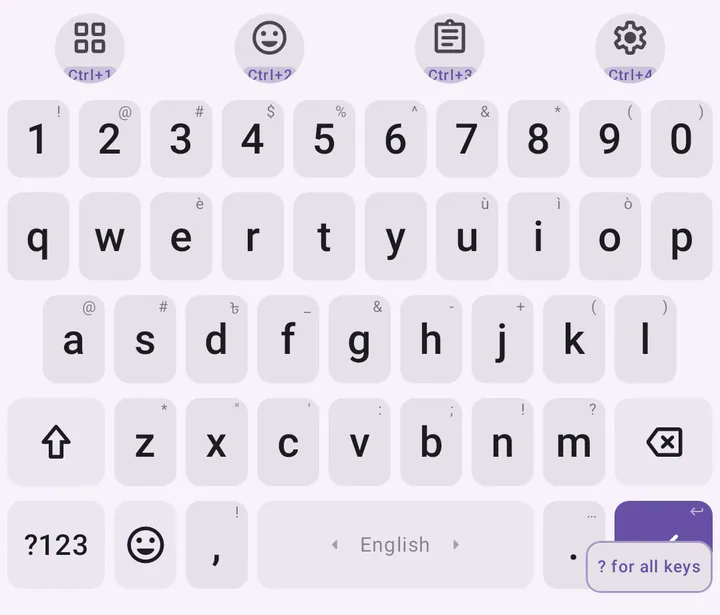 Ctrl+1 Ctrl+2 Ctrl+3 Ctrl+4
! @ # $ % ^ & * ( )
1 2 3 4 5 6 7 8 9 0
è ù ì ò
q w e r t y u i o p
@ # _ & - + ( )
a s d f g h j k l
* " ' : ; ! ?
z x c v b n m
! …
?123 , English .
? for all keys